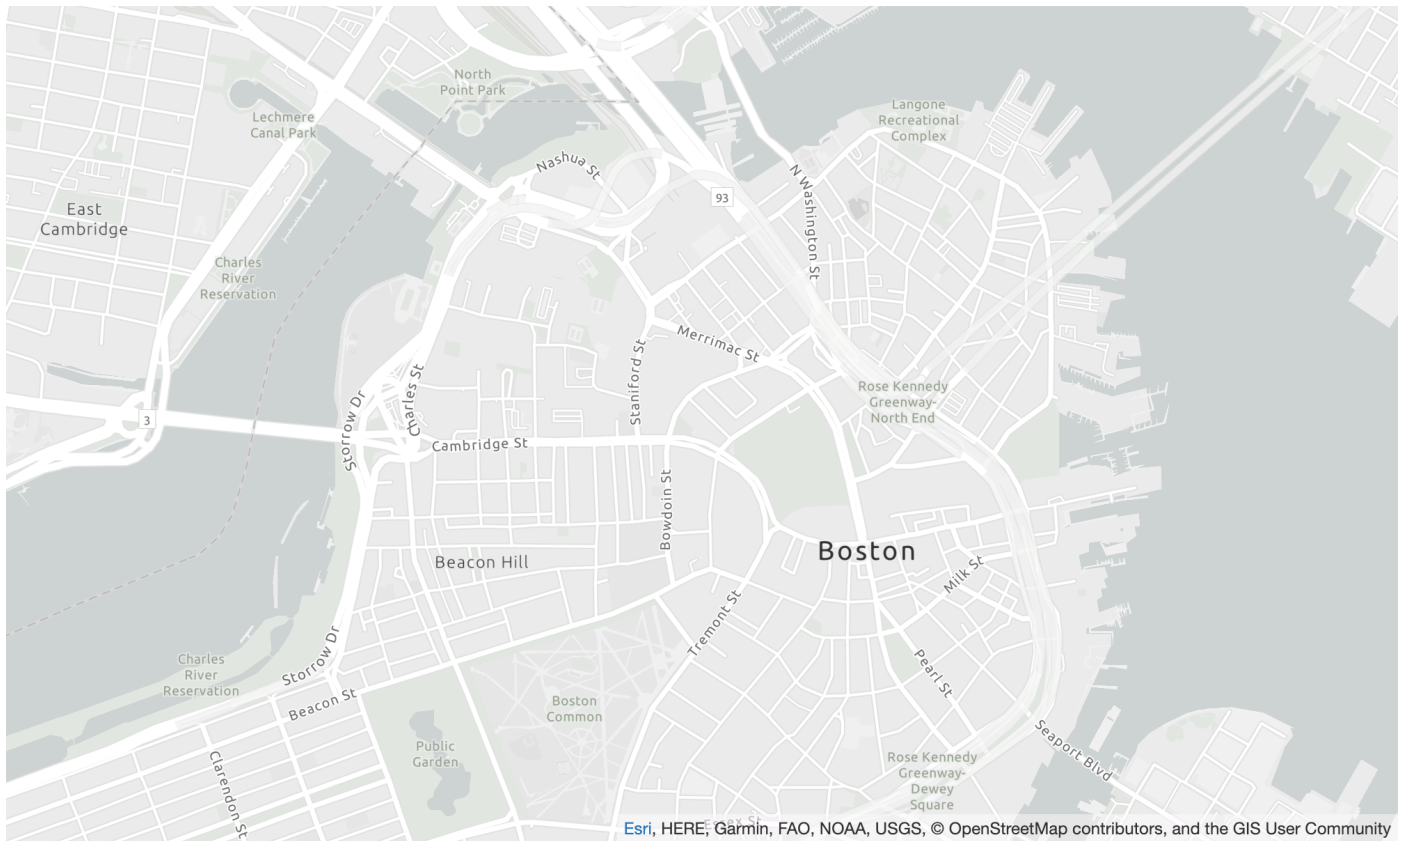 North
Point Park
Langone
Recreational
Complex
Lechmere
Canal Park
Nashua St
N Washington St
93
East
Cambridge
Charles
River
Reservation
Merrimac St
Staniford St
Charles St
Storrow Dr
Rose Kennedy
Greenway-
North End
3
Cambridge St
Bowdoin St
Boston
Beacon Hill
Milk St
Tremont St
Pearl St
Charles
River
Reservation
Storrow Dr
Beacon St
Boston
Common
Public
Garden
Clarendon St
Seaport Blvd
Rose Kennedy
Greenway-
Dewey
Square
Essex St
Esri, HERE, Garmin, FAO, NOAA, USGS, © OpenStreetMap contributors, and the GIS User Community